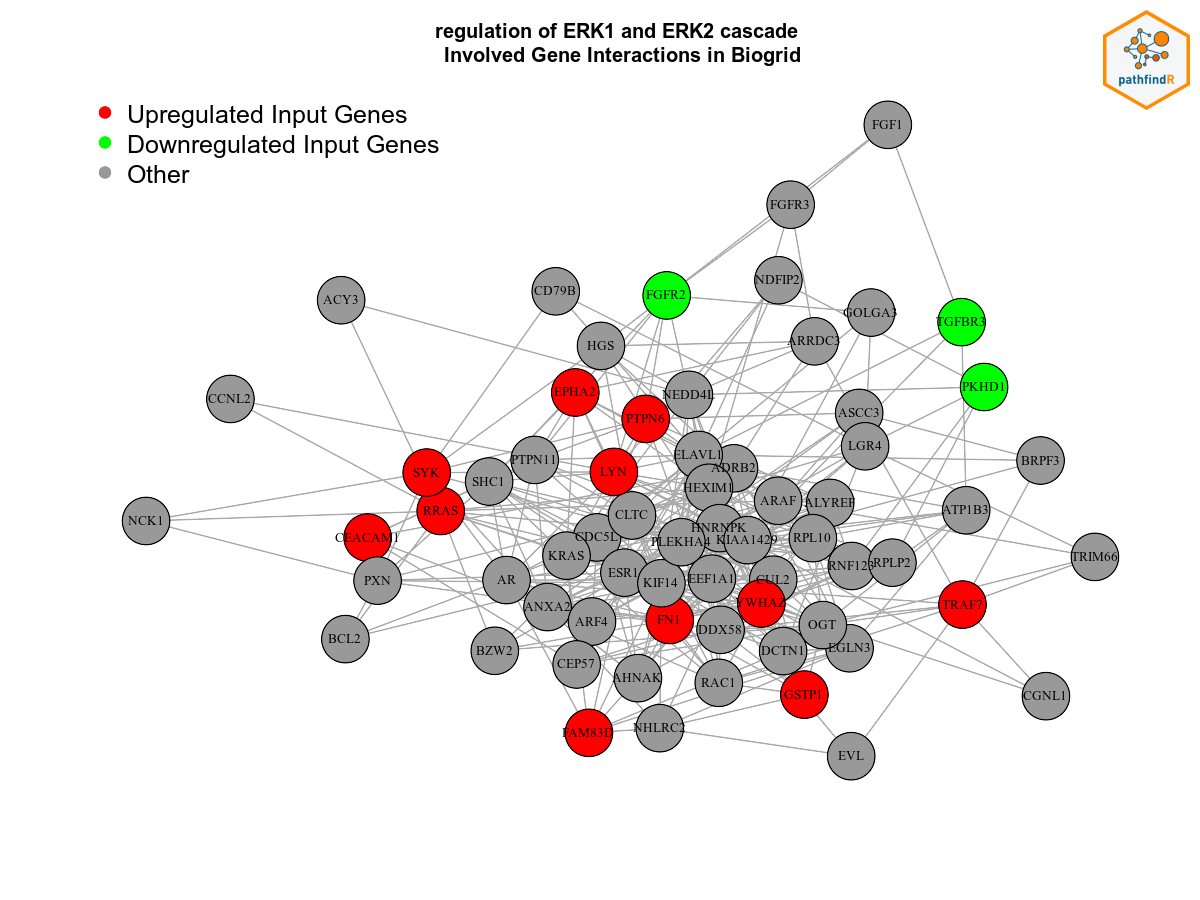 regulation of ERK1 and ERK2 cascade
Involved Gene Interactions in Biogrid
pathfindR
Upregulated Input Genes
Downregulated Input Genes
Other
FGF1
FGFR3
NDFIP2
CD79B
FGFR2
ACY3
GOLGA3
TGFBR3
ARRDC3
HGS
PKHD1
EPHA2
NEDD4L
CCNL2
ASCC3
PTPN6
LGR4
ELAVL1
PTPN11
BRPF3
ADRB2
SYK
LYN
SHC1
HEXIM1
ARAF
ALYREF
RRAS
ATP1B3
CLTC
NCK1
HNRNPK
CEACAM1
CDC5L
RPL10
PLEKHA4
KIAA1429
KRAS
TRIM66
RPLP2
RNF123
ESR1
EEF1A1
PXN
AR
CUL2
KIF14
YWHAZ
TRAF7
ANXA2
FN1
ARF4
OGT
DDX58
BCL2
EGLN3
BZW2
DCTN1
CEP57
AHNAK
RAC1
GSTP1
CGNL1
NHLRC2
FAM83D
EVL